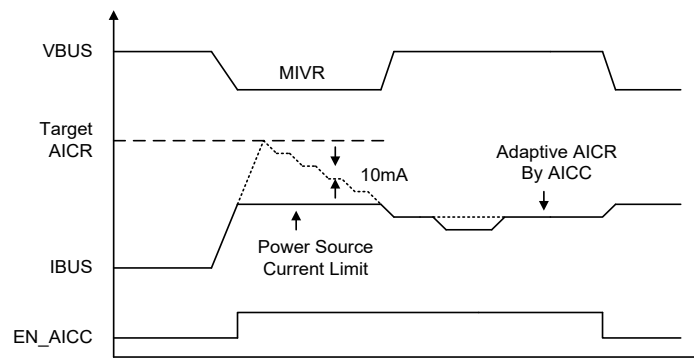 VBUS
MIVR
Target
AICR
10mA
Adaptive AICR
By AICC
Power Source
Current Limit
IBUS
EN_AICC